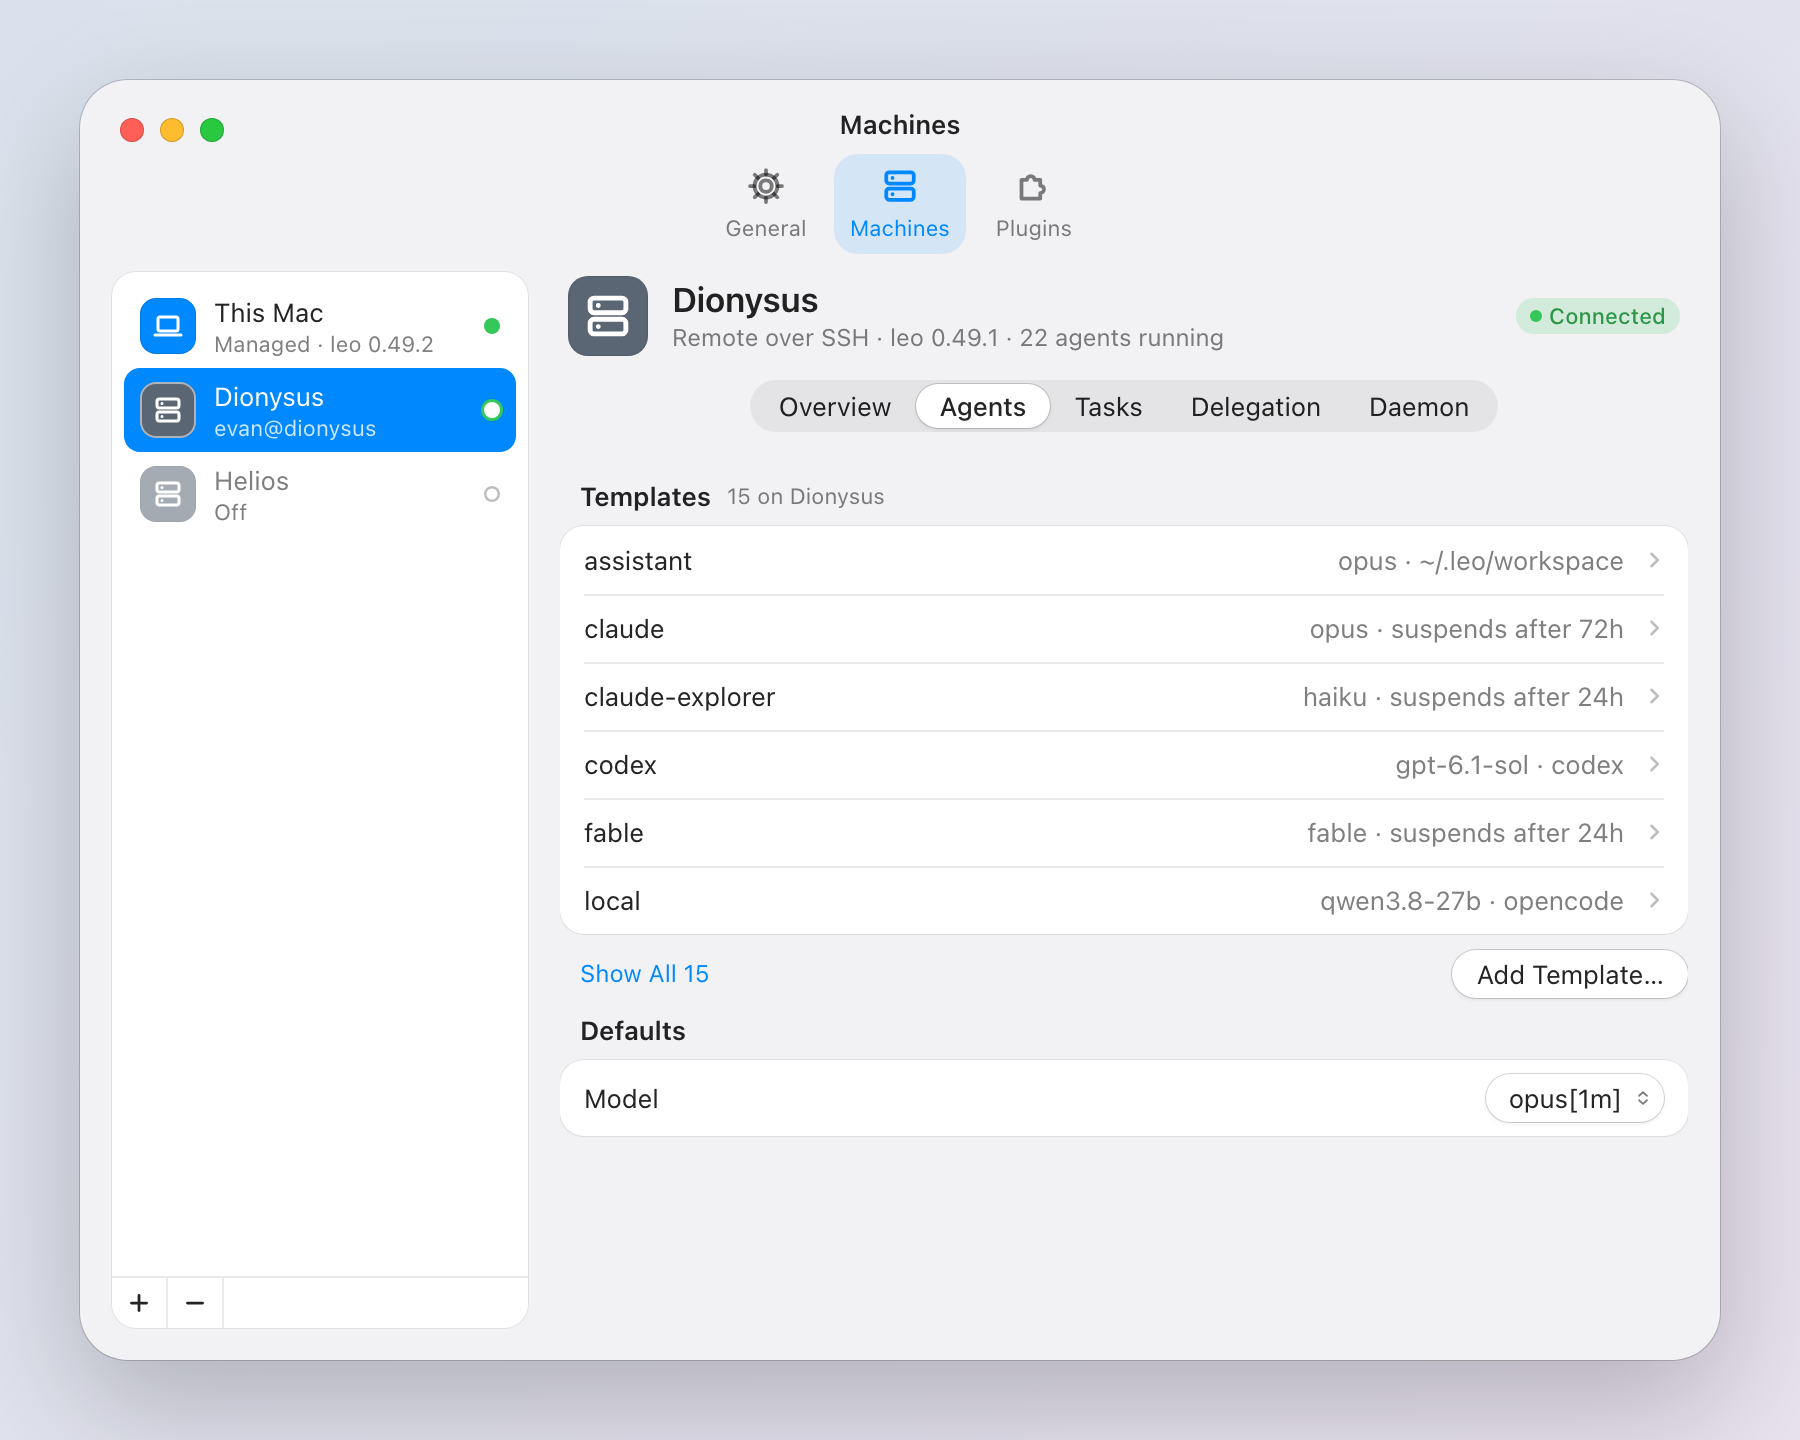 Machines
General
Machines
Plugins
This Mac
Managed · leo 0.49.2
Dionysus
evan@dionysus
Helios
Off
Dionysus
Remote over SSH · leo 0.49.1 · 22 agents running
Connected
Overview
Agents
Tasks
Delegation
Daemon
Templates 15 on Dionysus
assistant opus · ~/.leo/workspace
claude opus · suspends after 72h
claude-explorer haiku · suspends after 24h
codex gpt-6.1-sol · codex
fable fable · suspends after 24h
local qwen3.8-27b · opencode
Show All 15
Add Template...
Defaults
Model opus[1m]